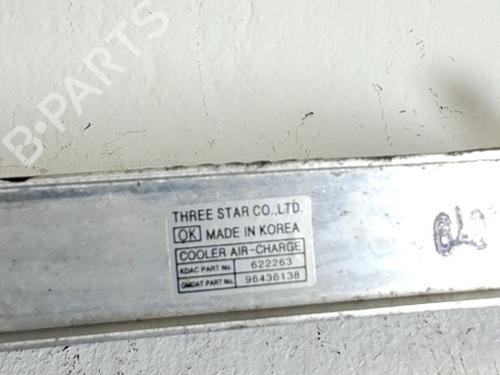 B-PARTS
THREE STAR CO.,LTD.
OK MADE IN KOREA
COOLER AIR-CHARGE
KDAC PART No. 622263
GMDAT PART No. 96436138